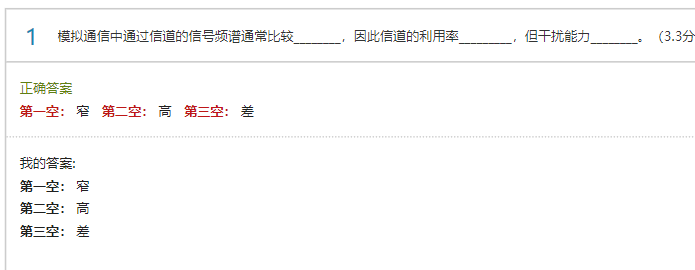 1 模拟通信中通过信道的信号频谱通常比较________，因此信道的利用率_________，但干扰能力________。（3.3分
正确答案
第一空： 窄 第二空： 高 第三空： 差
我的答案:
第一空： 窄
第二空： 高
第三空： 差